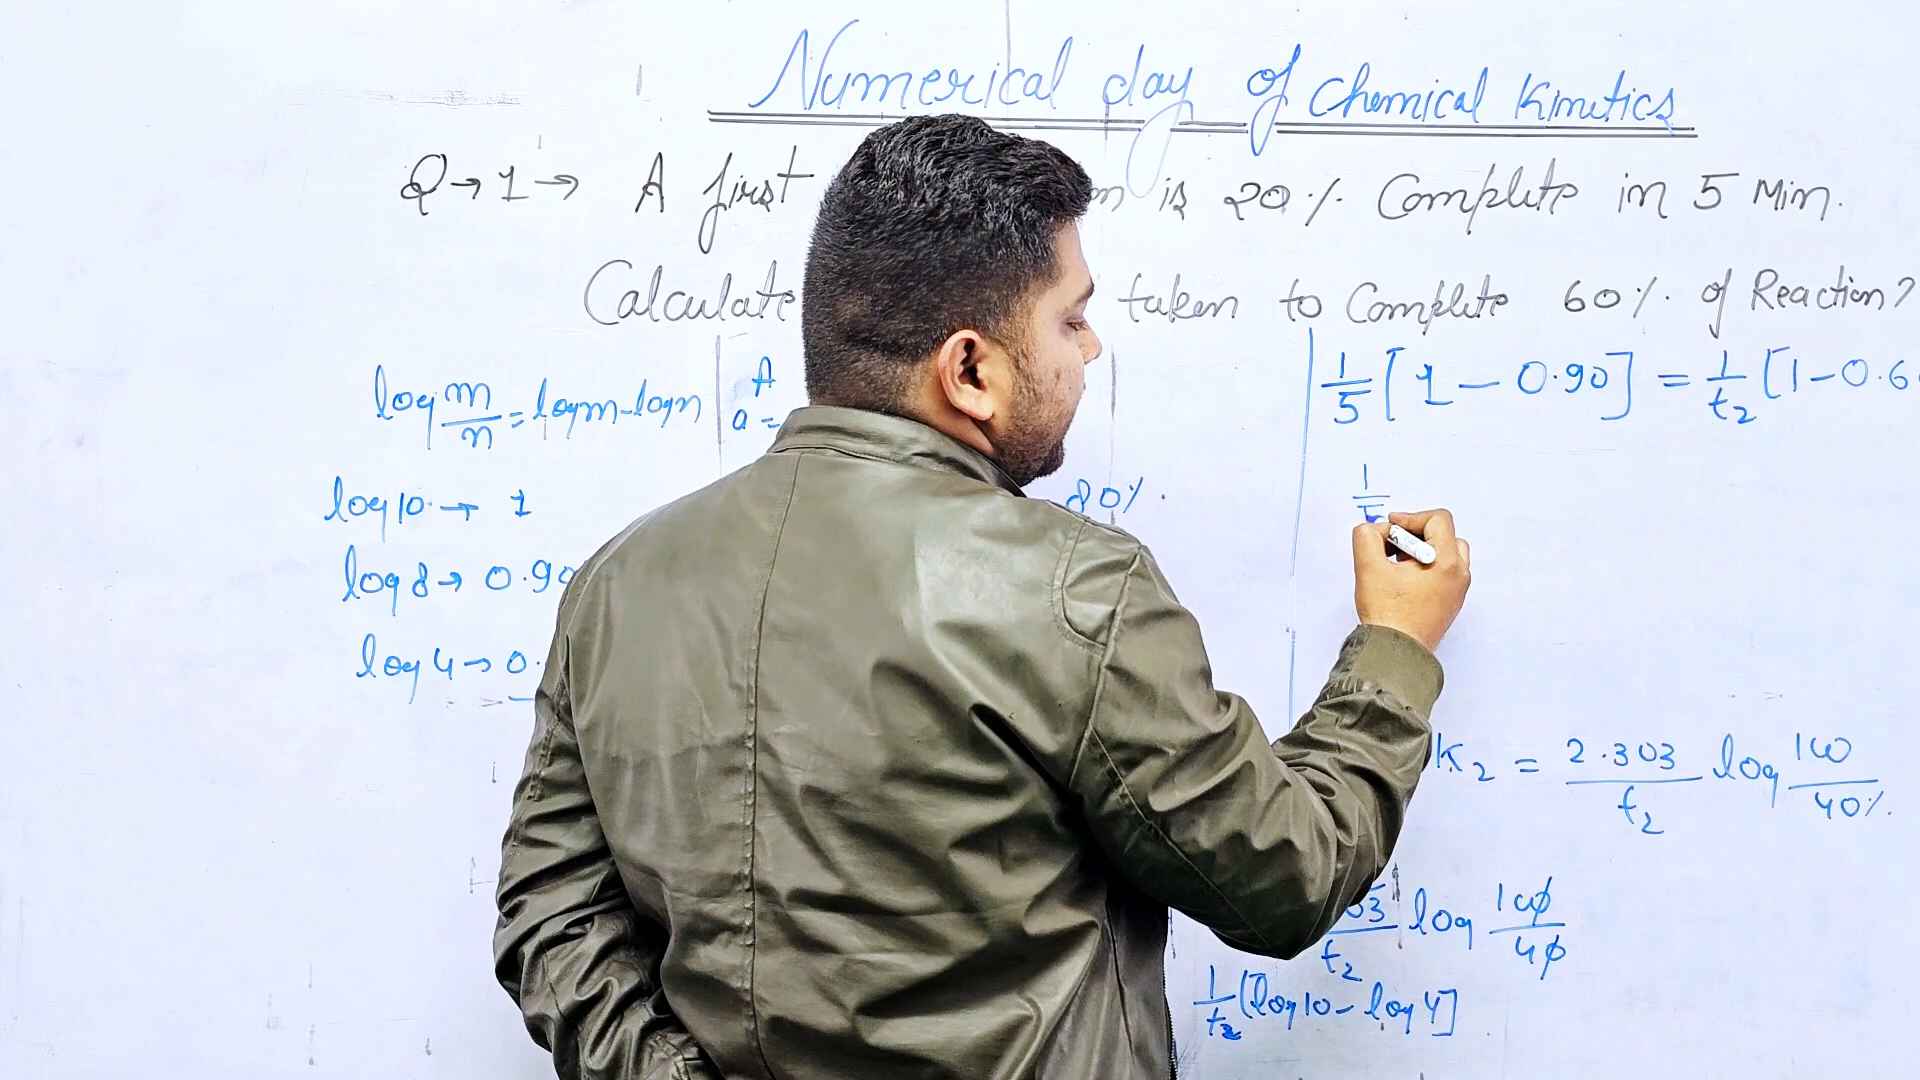 Numerical day of Chemical Kinetics
Q → 1 → A first is 20 % Complete in 5 Min.
Calculate taken to Complete 60 % of Reaction?
log m/n = log m - log n
A
a =
log 10 → 1
log 8 → 0.90
log 4 → 0.
80%
1/5 [1 - 0.90] = 1/t₂ [1 - 0.6
1
K₂ = 2.303/t₂ log 100/40%
03/t₂ log 100/40
1/t₂ [log 10 - log 4]